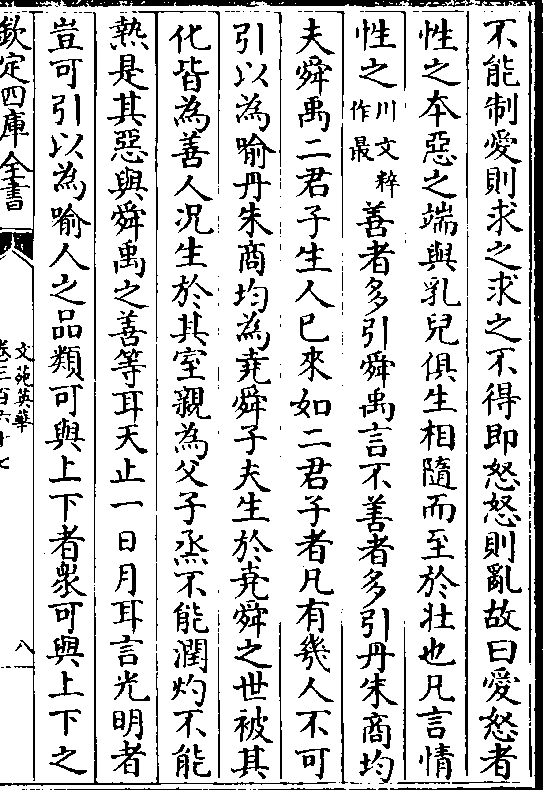 不能制愛則求之求之不得即怒怒則亂故曰愛怒者
性之本惡之端與乳兒俱生相隨而至於壯也凡言情
性之川文粹作最善者多引舜禹言不善者多引丹朱商均
夫舜禹二君子生人已來如二君子者凡有幾人不可
引以為喻丹朱商均為堯舜子夫生於堯舜之世被其
化皆為善人況生於其室親為父子烝不能潤灼不能
熱是其惡與舜禹之善等耳天止一日月耳言光明者
豈可引以為喻人之品類可與上下者衆可與上下之
欽定四庫全書
文苑英華
卷三百六十七
八